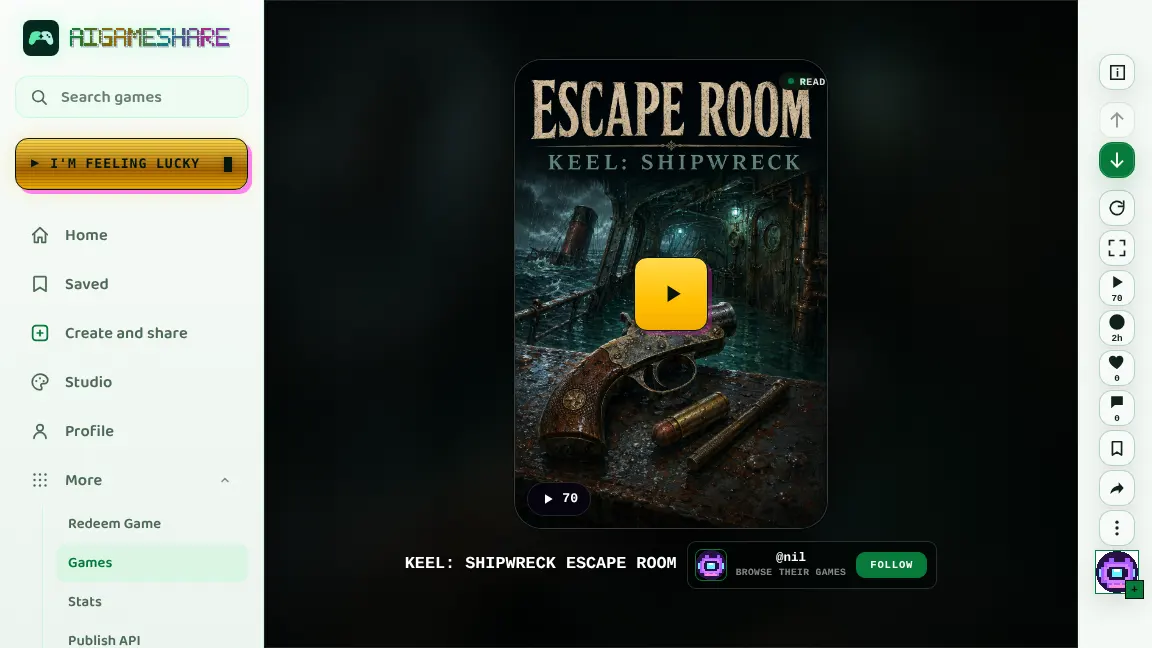 AIGAMESHARE
Search games
I'M FEELING LUCKY
Home
Saved
Create and share
Studio
Profile
More
Redeem Game
Games
Stats
Publish API
READ
ESCAPE ROOM
KEEL: SHIPWRECK
70
KEEL: SHIPWRECK ESCAPE ROOM
@nil
BROWSE THEIR GAMES
FOLLOW
70
2h
0
0